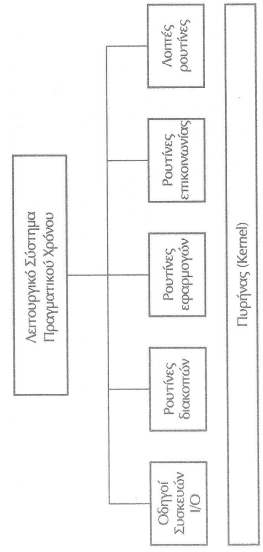 Λειτουργικό Σύστημα
Πραγματικού Χρόνου
Οδηγοί
Συσκευών
I/O
Ρουτίνες
διακοπών
Ρουτίνες
εφαρμογών
Ρουτίνες
επικοινωνίας
Λοιπές
ρουτίνες
Πυρήνας (Kernel)